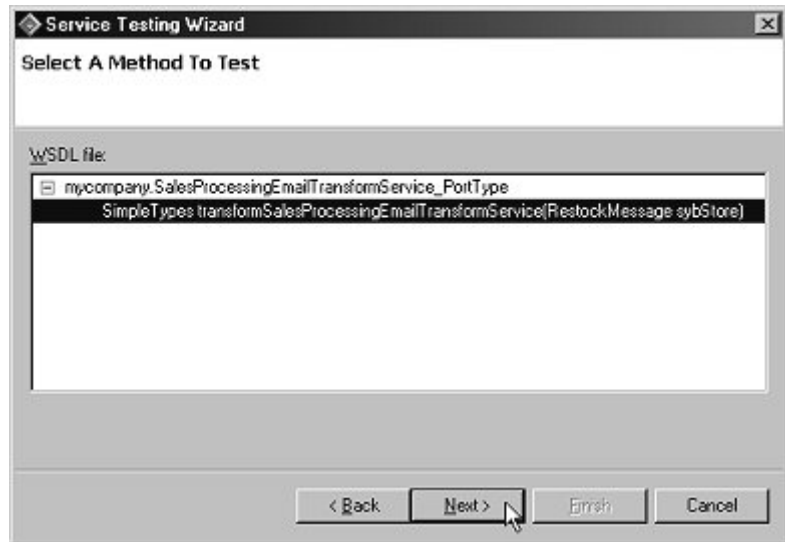 Service Testing Wizard
Select A Method To Test
WSDL file:
mycompany.SalesProcessingEmailTransformService_PortType
SimpleTypes transformSalesProcessingEmailTransformService(RestockMessage sybStore)
< Back
Next >
Finish
Cancel